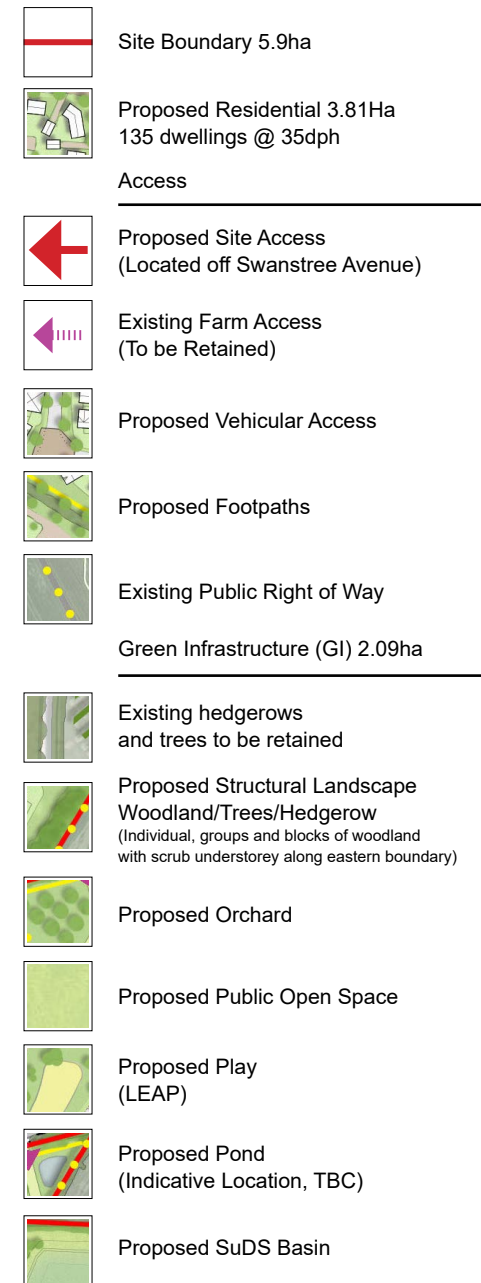 Site Boundary 5.9ha
Proposed Residential 3.81Ha
135 dwellings @ 35dph
Access
Proposed Site Access
(Located off Swanstree Avenue)
Existing Farm Access
(To be Retained)
Proposed Vehicular Access
Proposed Footpaths
Existing Public Right of Way
Green Infrastructure (GI) 2.09ha
Existing hedgerows
and trees to be retained
Proposed Structural Landscape
Woodland/Trees/Hedgerow
(Individual, groups and blocks of woodland
with scrub understorey along eastern boundary)
Proposed Orchard
Proposed Public Open Space
Proposed Play
(LEAP)
Proposed Pond
(Indicative Location, TBC)
Proposed SuDS Basin